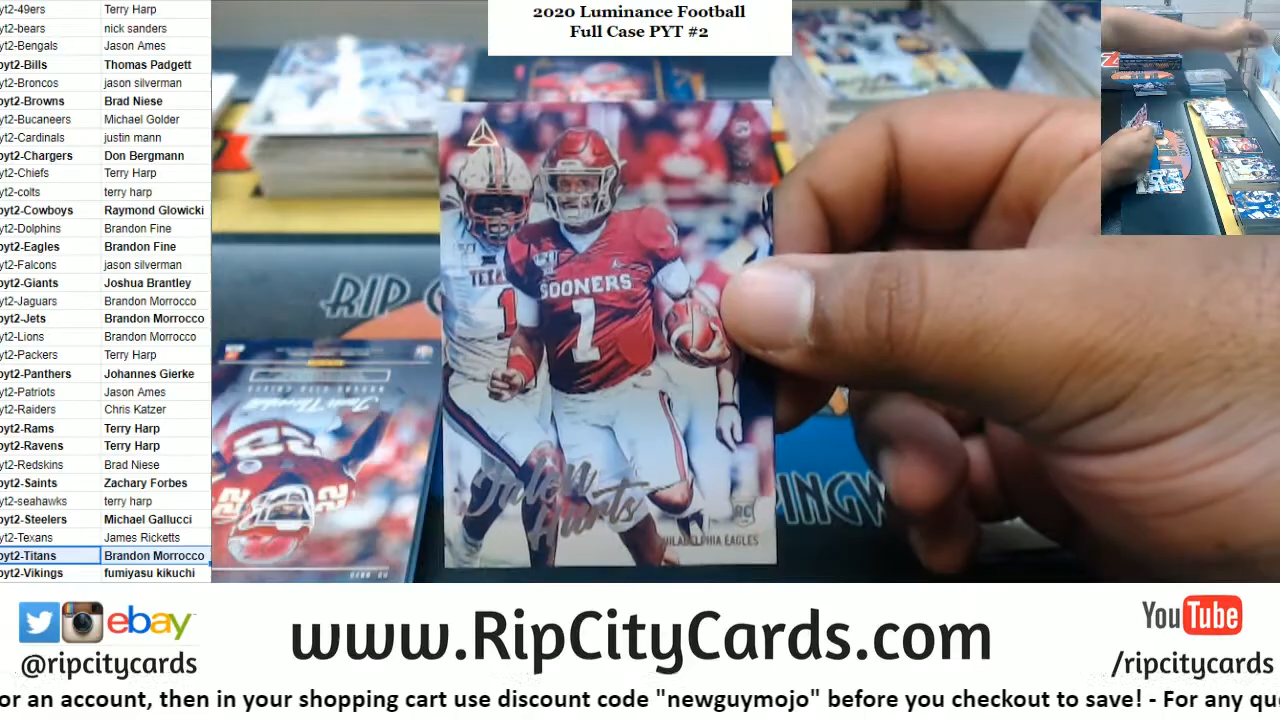 2020 Luminance Football
Full Case PYT #2
yt2-49ers Terry Harp
yt2-bears nick sanders
yt2-Bengals Jason Ames
pyt2-Bills Thomas Padgett
yt2-Broncos jason silverman
pyt2-Browns Brad Niese
yt2-Bucaneers Michael Golder
yt2-Cardinals justin mann
pyt2-Chargers Don Bergmann
yt2-Chiefs Terry Harp
yt2-colts terry harp
pyt2-Cowboys Raymond Glowicki
yt2-Dolphins Brandon Fine
pyt2-Eagles Brandon Fine
yt2-Falcons jason silverman
pyt2-Giants Joshua Brantley
yt2-Jaguars Brandon Morrocco
pyt2-Jets Brandon Morrocco
yt2-Lions Brandon Morrocco
yt2-Packers Terry Harp
pyt2-Panthers Johannes Gierke
yt2-Patriots Jason Ames
yt2-Raiders Chris Katzer
pyt2-Rams Terry Harp
pyt2-Ravens Terry Harp
yt2-Redskins Brad Niese
pyt2-Saints Zachary Forbes
yt2-seahawks terry harp
pyt2-Steelers Michael Gallucci
yt2-Texans James Ricketts
pyt2-Titans Brandon Morrocco
pyt2-Vikings fumiyasu kikuchi
RIP
SOONERS
1
TEXAS
1
Jalen
Hurts
RC
PHILADELPHIA EAGLES
INGW
ebay
@ripcitycards
www.RipCityCards.com
YouTube
/ripcitycards
or an account, then in your shopping cart use discount code "newguymojo" before you checkout to save! - For any qu